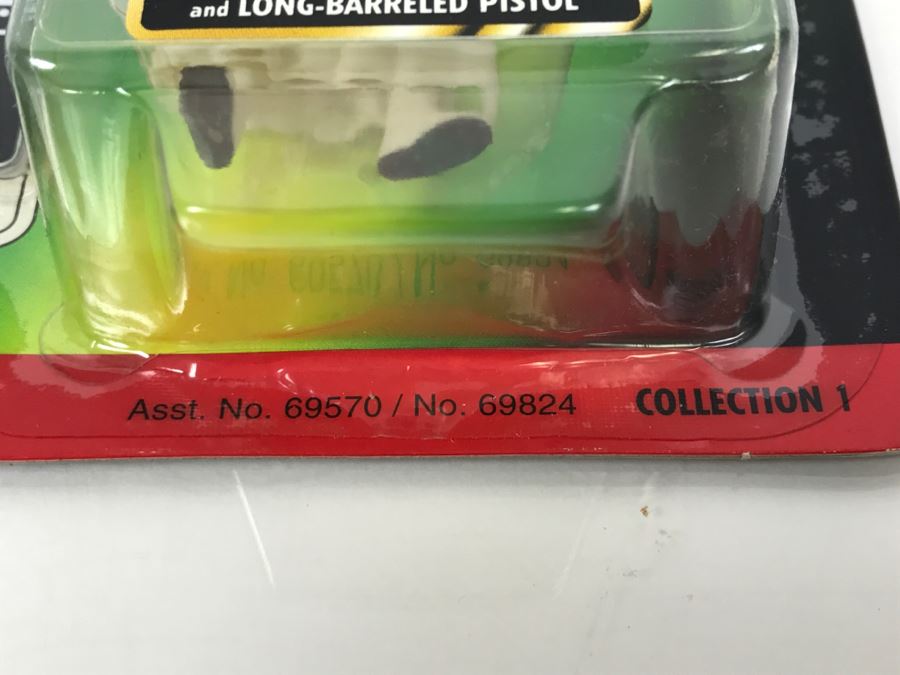 and LONG-BARRELED PISTOL
Asst. No. 69570 / No. 69824 COLLECTION 1